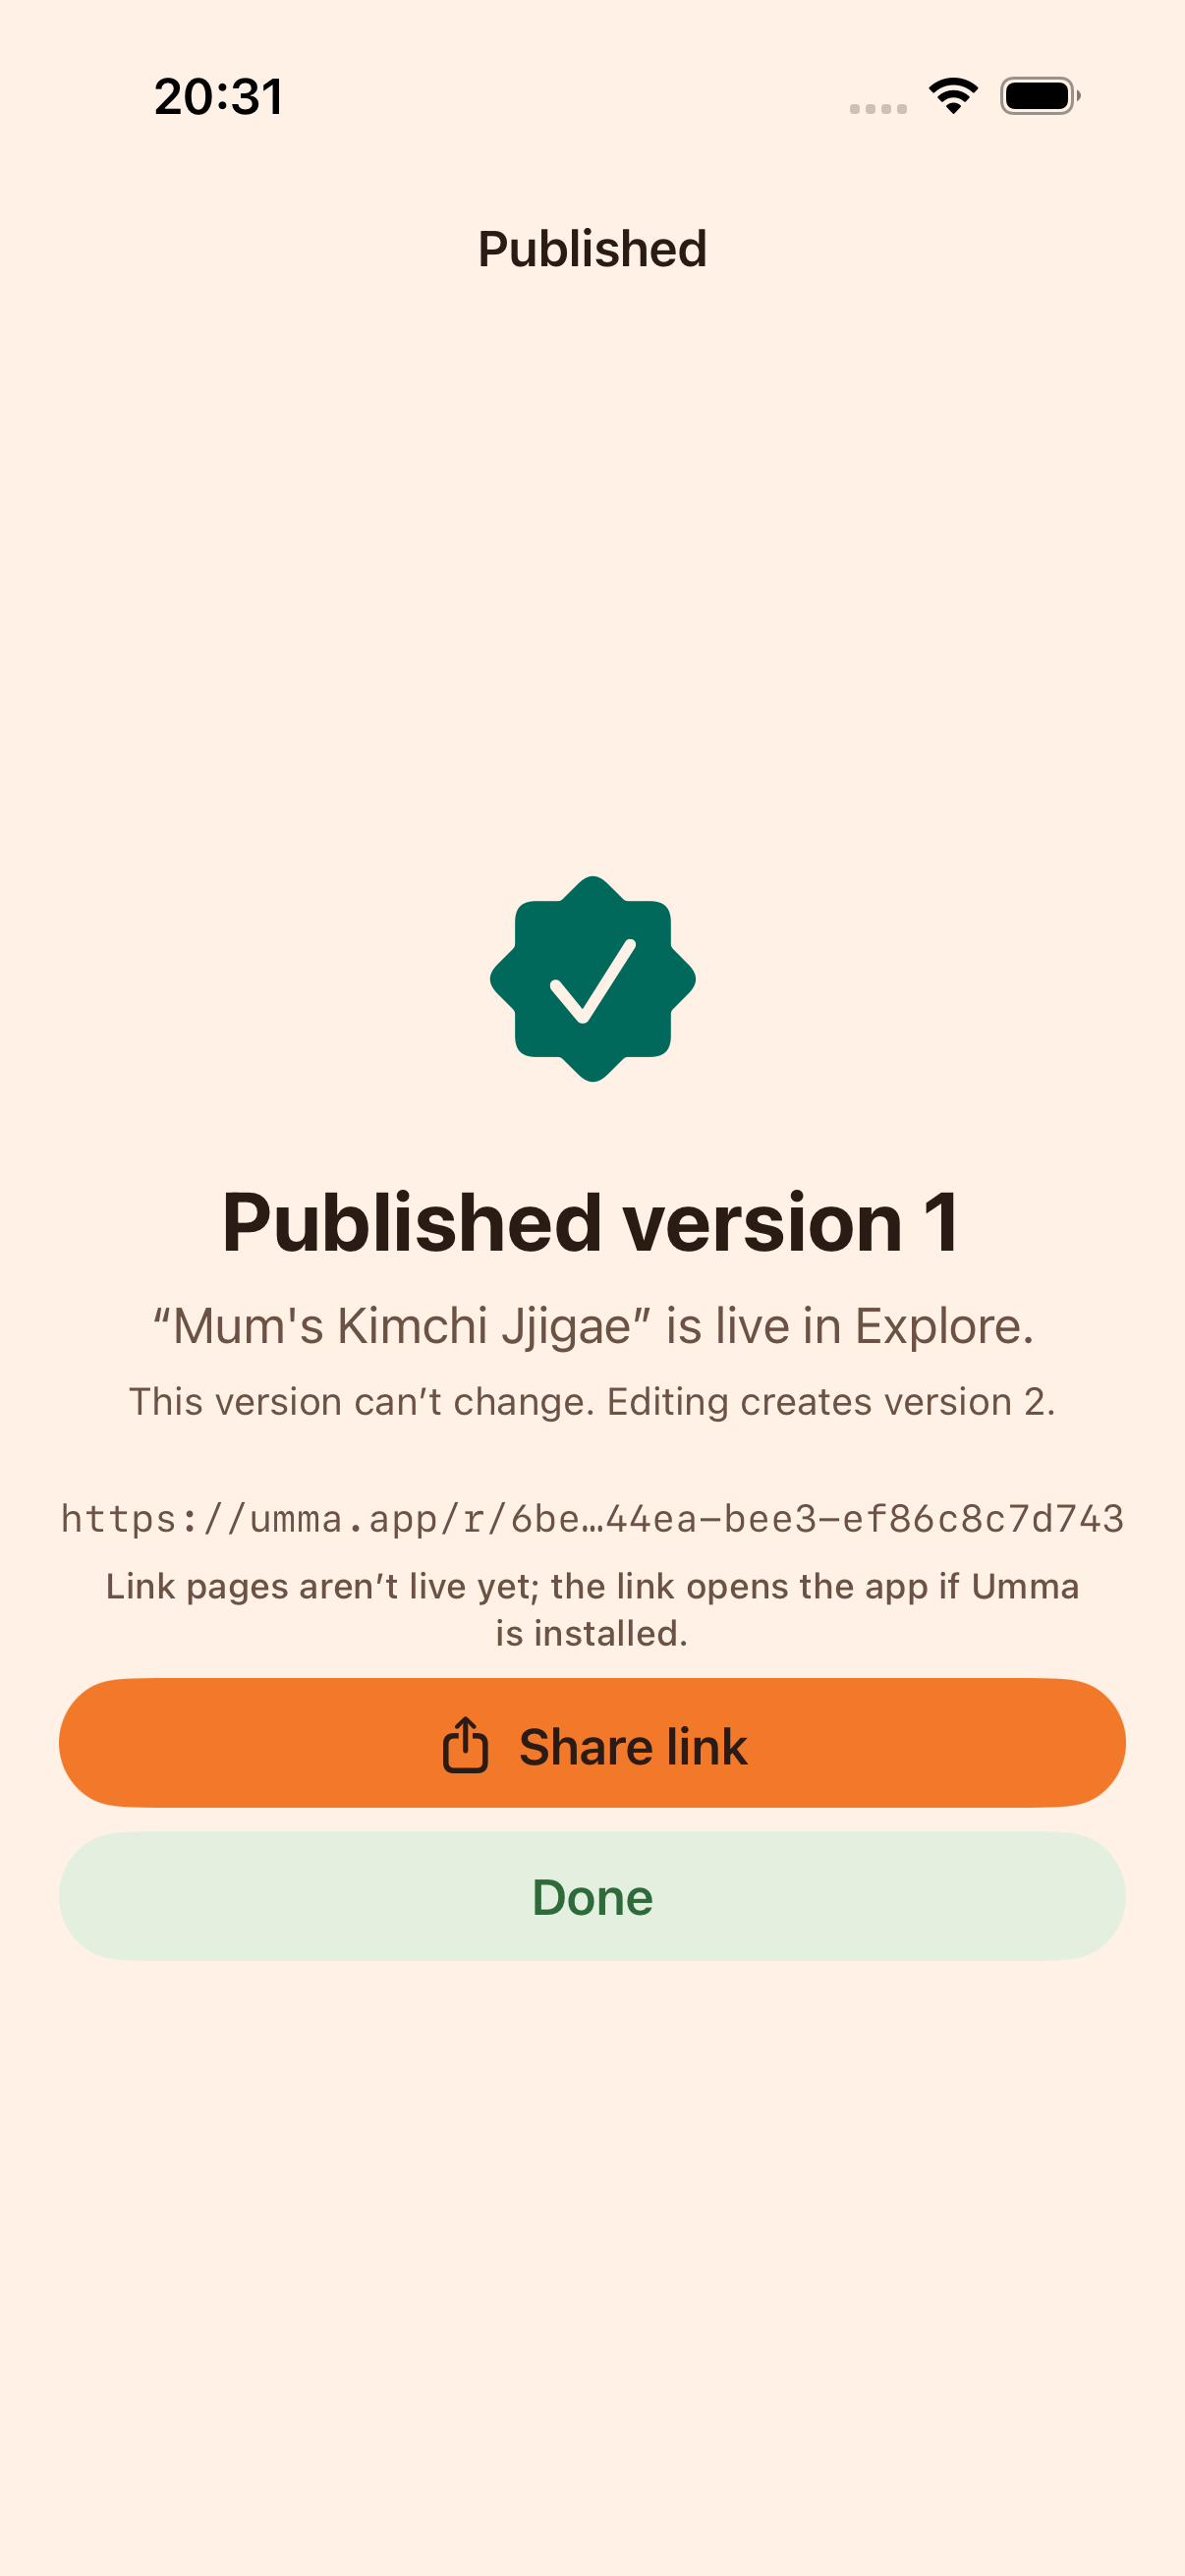 20:31
Published
Published version 1
“Mum's Kimchi Jjigae” is live in Explore.
This version can’t change. Editing creates version 2.
https://umma.app/r/6be…44ea-bee3-ef86c8c7d743
Link pages aren’t live yet; the link opens the app if Umma
is installed.
Share link
Done